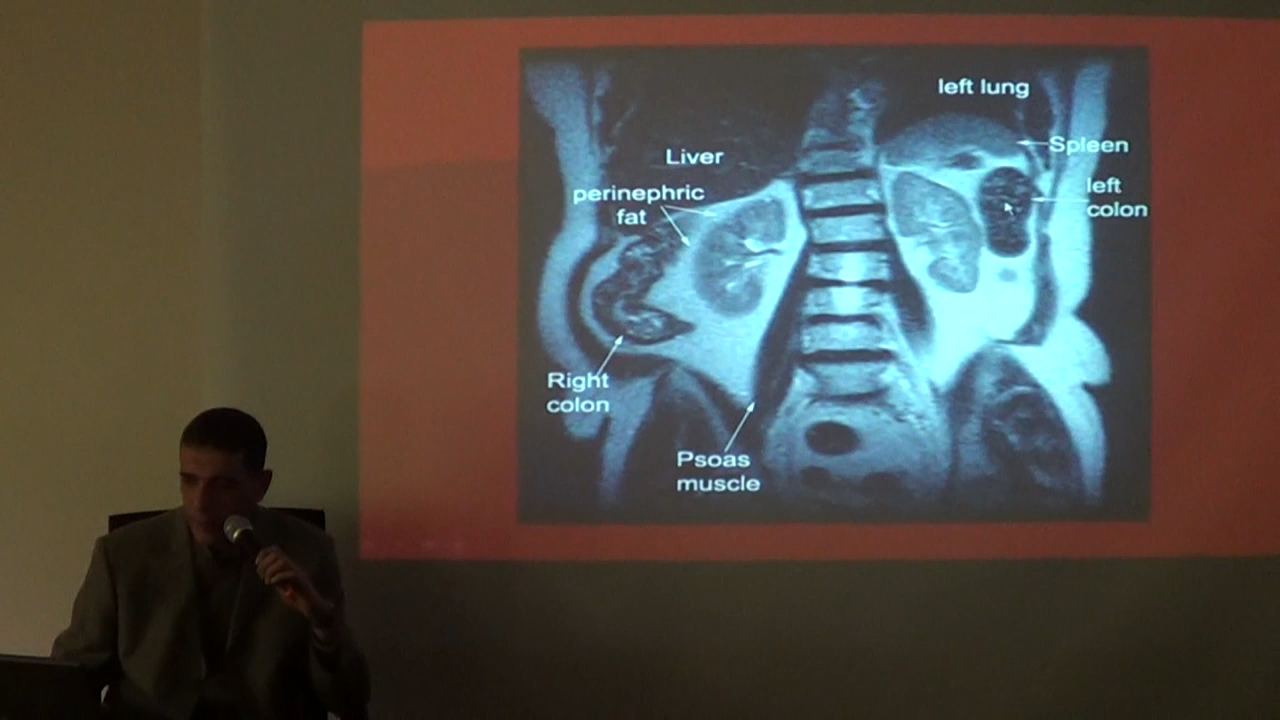 left lung
Liver
Spleen
perinephric
fat
left
colon
Right
colon
Psoas
muscle